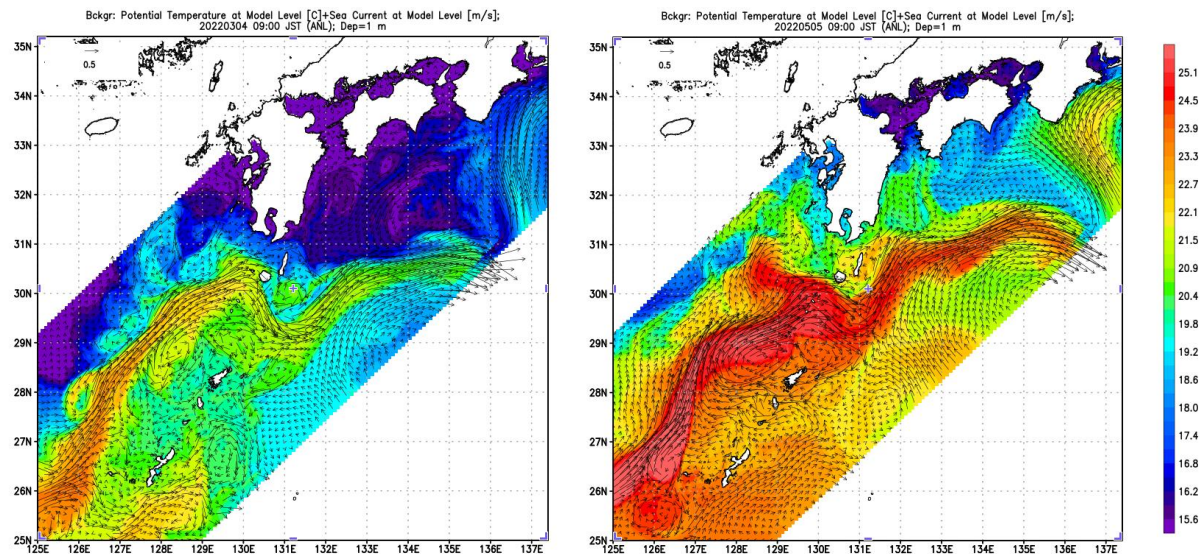 Bckgr: Potential Temperature at Model Level [C]+Sea Current at Model Level [m/s];
20220304 09:00 JST (ANL); Dep=1 m
35N
0.5
34N
33N
32N
31N
30N
29N
28N
27N
26N
25N
125E 126E 127E 128E 129E 130E 131E 132E 133E 134E 135E 136E 137E
Bckgr: Potential Temperature at Model Level [C]+Sea Current at Model Level [m/s];
20220505 09:00 JST (ANL); Dep=1 m
35N
0.5
34N
33N
32N
31N
30N
29N
28N
27N
26N
25N
125E 126E 127E 128E 129E 130E 131E 132E 133E 134E 135E 136E 137E
25.1
24.5
23.9
23.3
22.7
22.1
21.5
20.9
20.4
19.8
19.2
18.6
18.0
17.4
16.8
16.2
15.6